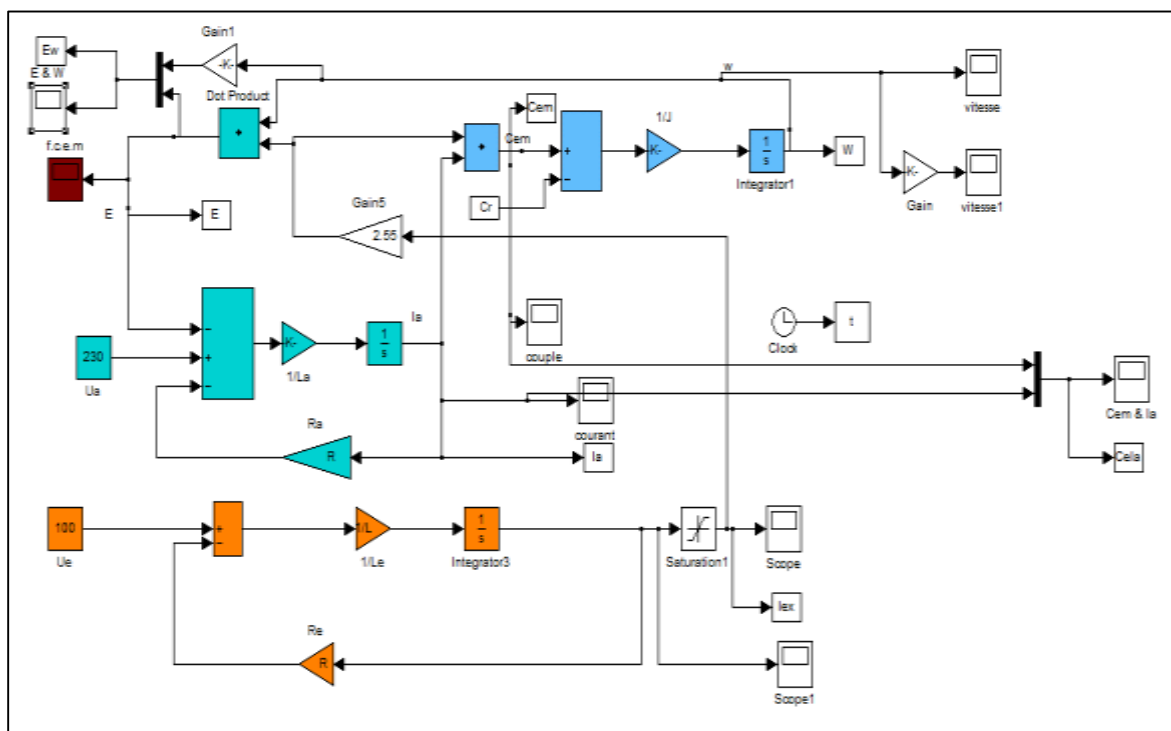 Gain1
Ew
-K-
E & W
w
Dot Product
vitesse
Cem
1/J
f.c.e.m
Cem
+
K-
1
s
W
−
Integrator1
K-
Gain5
Cr
Gain
vitesse1
E
E
2.55
Ia
−
1
s
t
230
+
K-
couple
Clock
Ua
−
1/La
Ra
courant
Cem & Ia
R
Ia
CeIa
100
+
−
1/L
1
s
Ue
1/Le
Integrator3
Saturation1
Scope
Iex
Re
R
Scope1